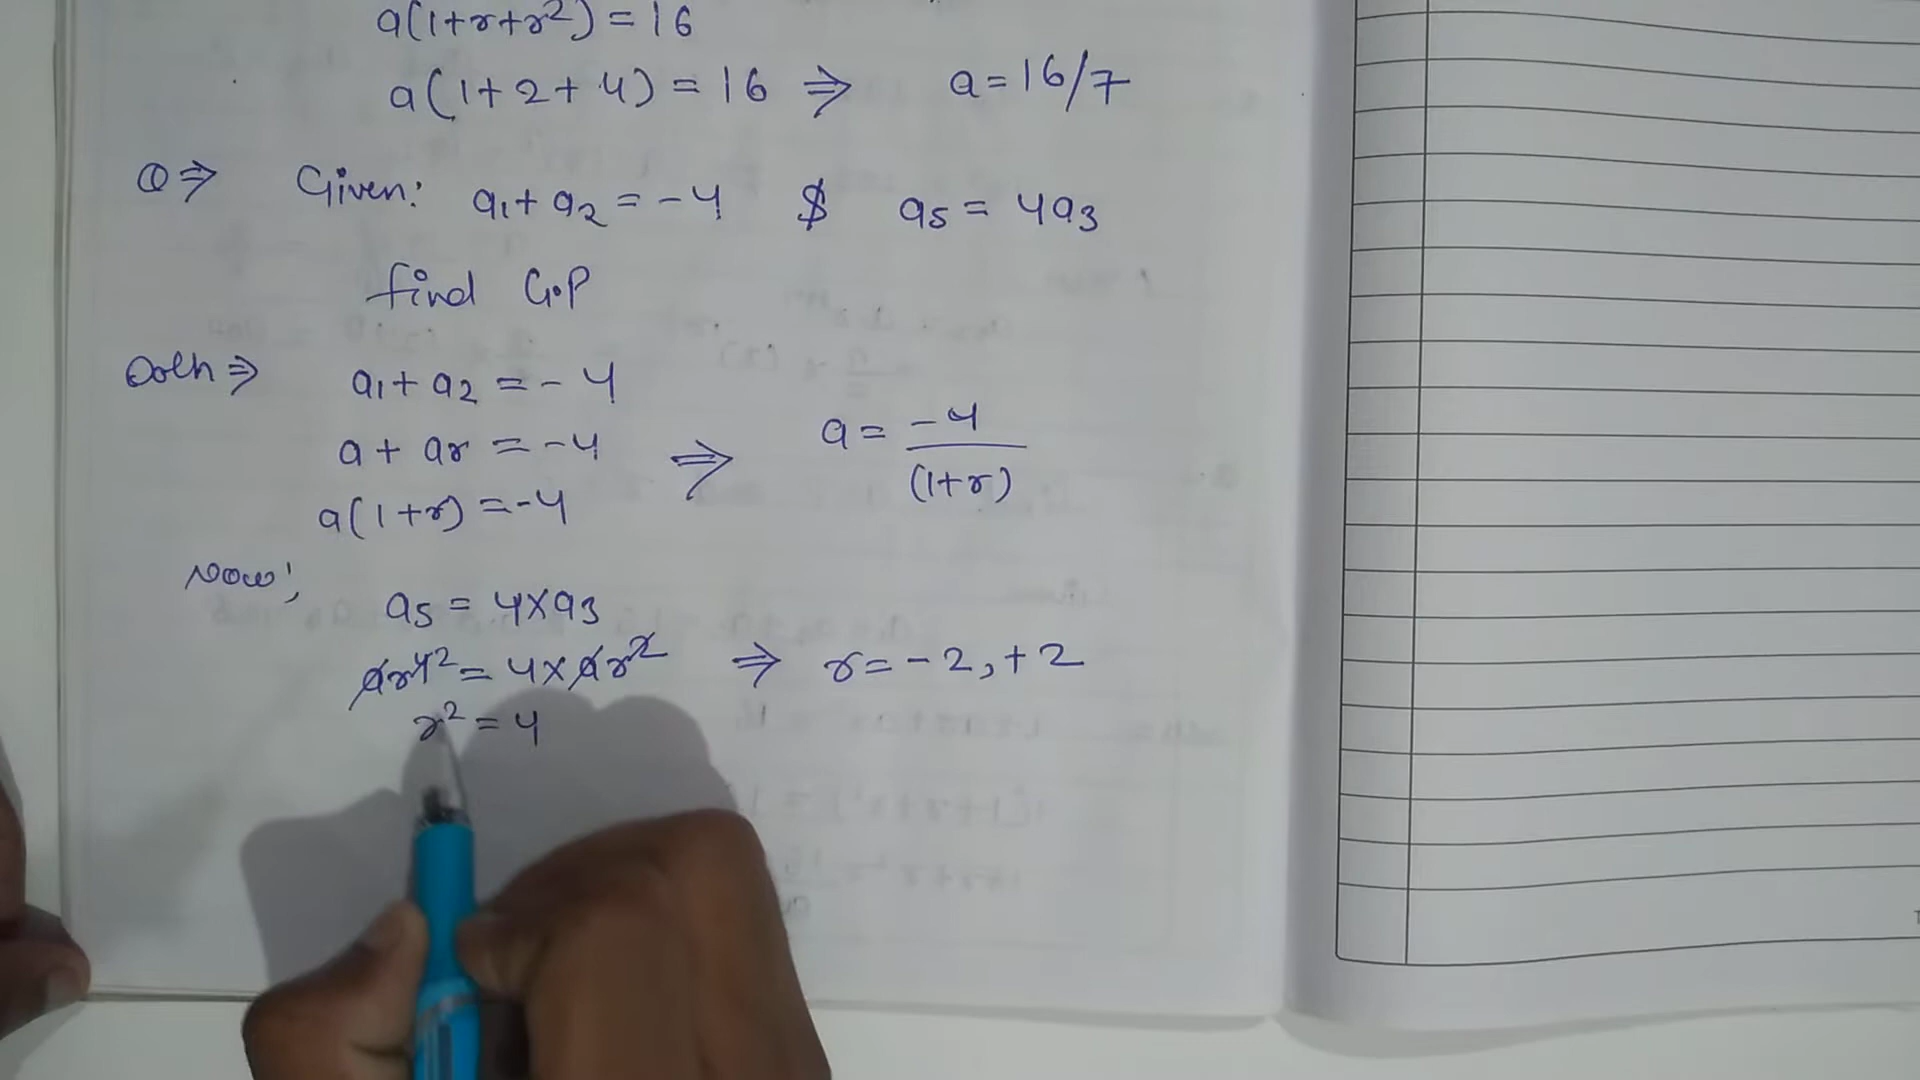 a(1+r+r²) = 16
a(1+2+4) = 16 ⇒ a = 16/7
Q ⇒ Given: a₁ + a₂ = -4 $ a₅ = 4a₃
find G.P
Soln ⇒ a₁ + a₂ = -4
a + ar = -4 ⇒ a = -4/(1+r)
a(1+r) = -4
Now,
a₅ = 4×a₃
ar⁴² = 4×ar² ⇒ r = -2, +2
r² = 4